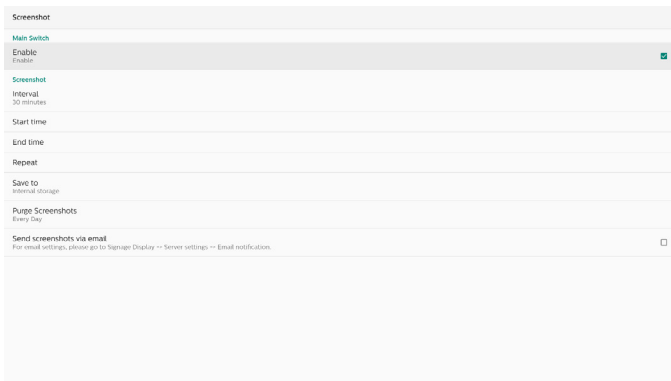 Screenshot
Main Switch
Enable
Enable
Screenshot
Interval
30 minutes
Start time
End time
Repeat
Save to
Internal storage
Purge Screenshots
Every Day
Send screenshots via email
For email settings, please go to Signage Display -- Server settings -- Email notification